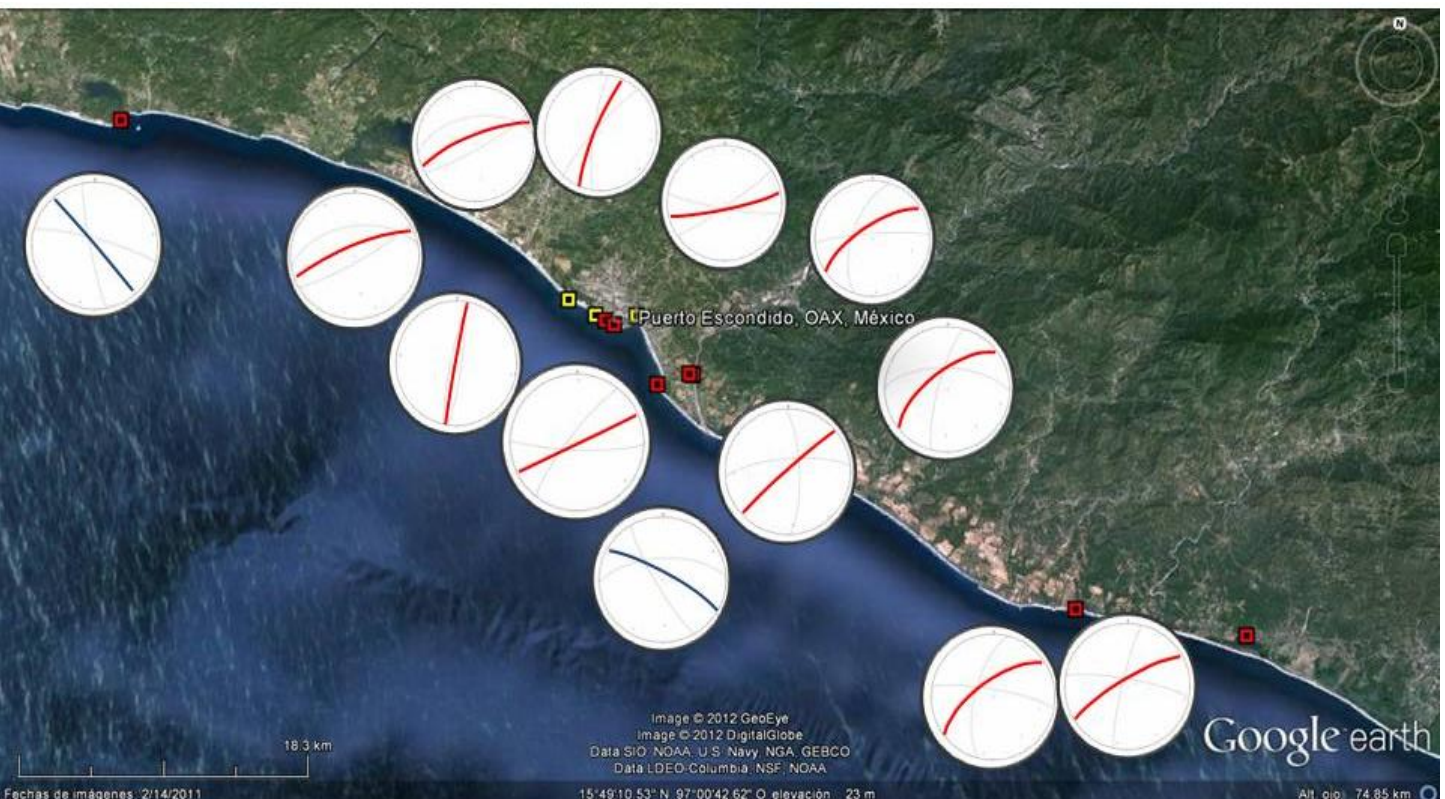 N
Puerto Escondido, OAX, México
Image © 2012 GeoEye
Image © 2012 DigitalGlobe
Data SIO, NOAA, U.S. Navy, NGA, GEBCO
Data LDEO-Columbia, NSF, NOAA
Google earth
18.3 km
Fechas de imágenes: 2/14/2011
15°49'10.53" N 97°00'42.62" O elevación 23 m
Alt. ojo 74.85 km